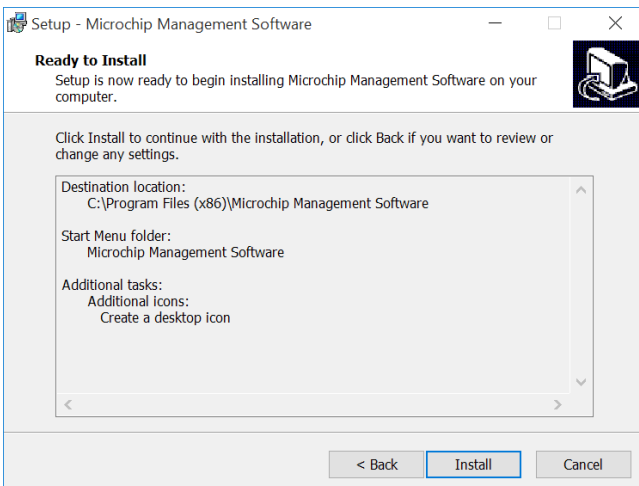 Setup - Microchip Management Software
Ready to Install
Setup is now ready to begin installing Microchip Management Software on your
computer.
Click Install to continue with the installation, or click Back if you want to review or
change any settings.
Destination location:
C:\Program Files (x86)\Microchip Management Software
Start Menu folder:
Microchip Management Software
Additional tasks:
Additional icons:
Create a desktop icon
< Back
Install
Cancel